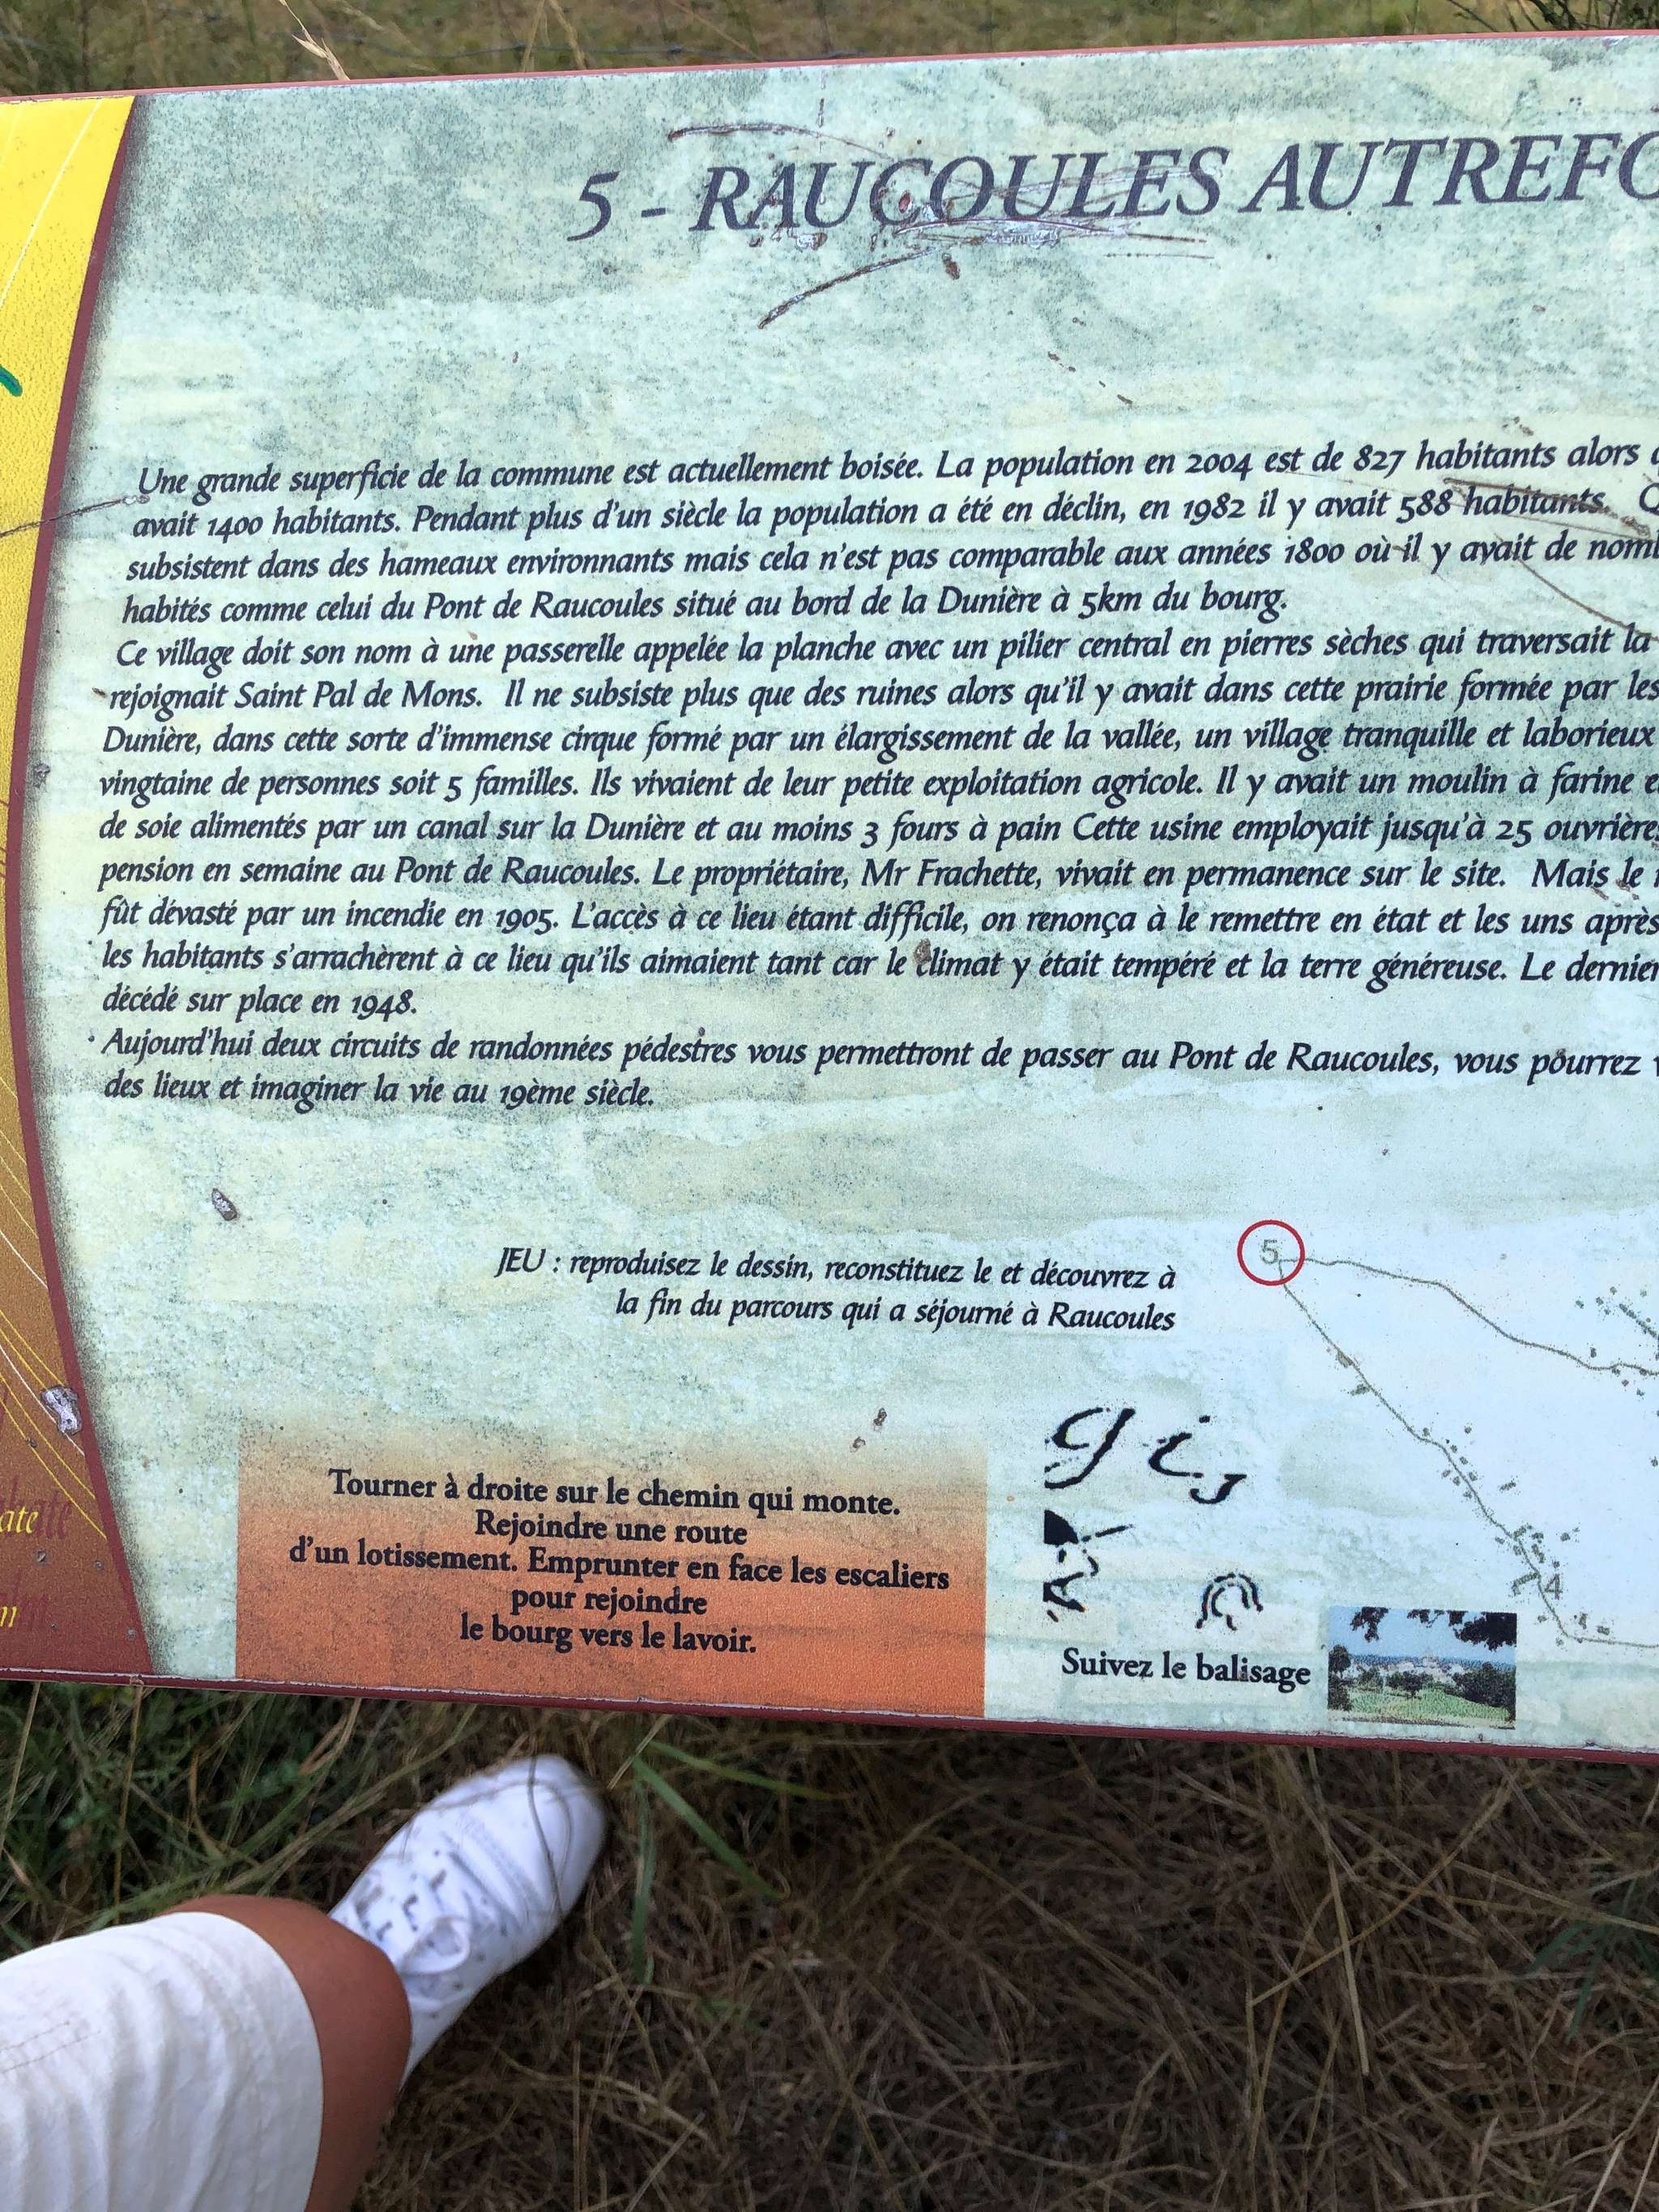 5 - RAUCOULES AUTREFO
Une grande superficie de la commune est actuellement boisée. La population en 2004 est de 827 habitants alors
avait 1400 habitants. Pendant plus d'un siècle la population a été en déclin, en 1982 il y avait 588 habitants.
subsistent dans des hameaux environnants mais cela n'est pas comparable aux années 1800 où il y avait de nom
habités comme celui du Pont de Raucoules situé au bord de la Dunière à 5km du bourg.
Ce village doit son nom à une passerelle appelée la planche avec un pilier central en pierres sèches qui traversait la
rejoignait Saint Pal de Mons. Il ne subsiste plus que des ruines alors qu'il y avait dans cette prairie formée par les
Dunière, dans cette sorte d'immense cirque formé par un élargissement de la vallée, un village tranquille et laborieux
vingtaine de personnes soit 5 familles. Ils vivaient de leur petite exploitation agricole. Il y avait un moulin à farine e
de soie alimentés par un canal sur la Dunière et au moins 3 fours à pain Cette usine employait jusqu'à 25 ouvrières
pension en semaine au Pont de Raucoules. Le propriétaire, Mr Frachette, vivait en permanence sur le site. Mais le
fût dévasté par un incendie en 1905. L'accès à ce lieu étant difficile, on renonça à le remettre en état et les uns après
les habitants s'arrachèrent à ce lieu qu'ils aimaient tant car le climat y était tempéré et la terre généreuse. Le dernier
décédé sur place en 1948.
Aujourd'hui deux circuits de randonnées pédestres vous permettront de passer au Pont de Raucoules, vous pourrez
des lieux et imaginer la vie au 19ème siècle.
JEU : reproduisez le dessin, reconstituez le et découvrez à
la fin du parcours qui a séjourné à Raucoules
5
4
Tourner à droite sur le chemin qui monte.
Rejoindre une route
d'un lotissement. Emprunter en face les escaliers
pour rejoindre
le bourg vers le lavoir.
Suivez le balisage